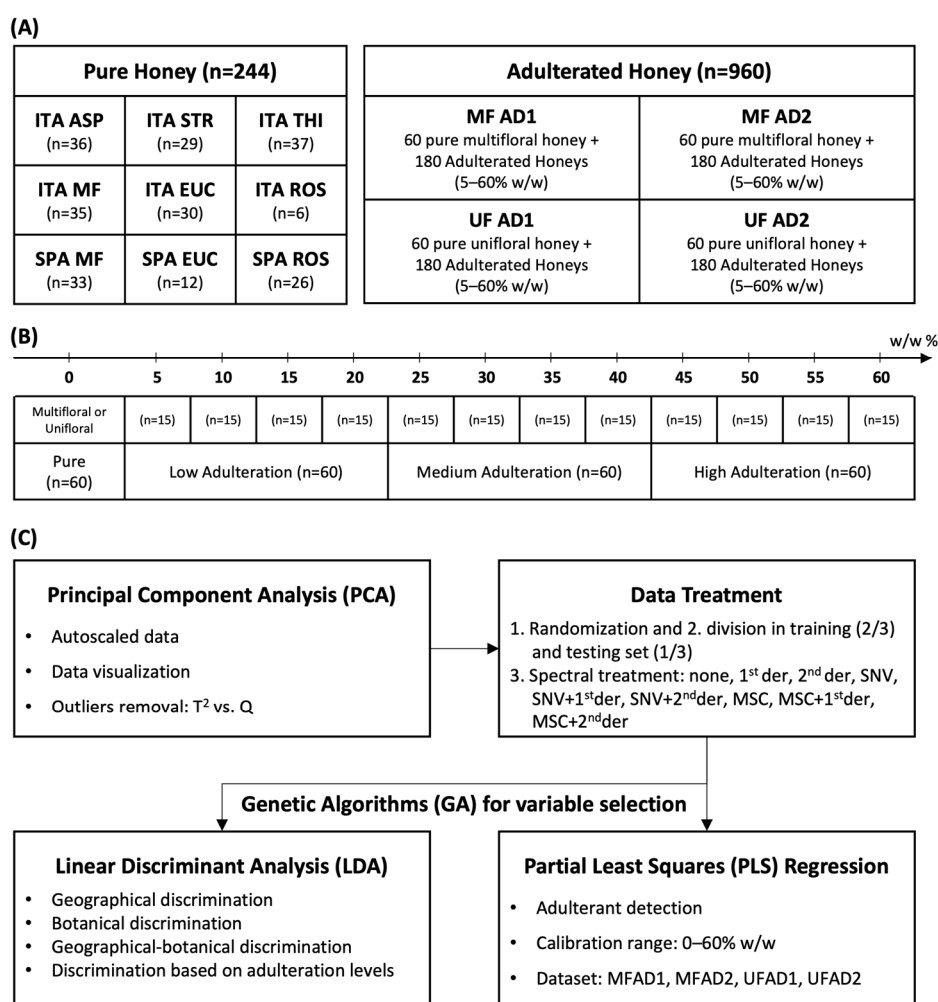 (A)
Pure Honey (n=244)
Adulterated Honey (n=960)
ITA ASP
(n=36)
ITA STR
(n=29)
ITA THI
(n=37)
ITA MF
(n=35)
ITA EUC
(n=30)
ITA ROS
(n=6)
SPA MF
(n=33)
SPA EUC
(n=12)
SPA ROS
(n=26)
MF AD1
60 pure multifloral honey +
180 Adulterated Honeys
(5–60% w/w)
MF AD2
60 pure multifloral honey +
180 Adulterated Honeys
(5–60% w/w)
UF AD1
60 pure unifloral honey +
180 Adulterated Honeys
(5–60% w/w)
UF AD2
60 pure unifloral honey +
180 Adulterated Honeys
(5–60% w/w)
(B)
w/w %
0 5 10 15 20 25 30 35 40 45 50 55 60
Multifloral or
Unifloral
(n=15) (n=15) (n=15) (n=15) (n=15) (n=15) (n=15) (n=15) (n=15) (n=15) (n=15) (n=15)
Pure
(n=60)
Low Adulteration (n=60)
Medium Adulteration (n=60)
High Adulteration (n=60)
(C)
Principal Component Analysis (PCA)
• Autoscaled data
• Data visualization
• Outliers removal: T² vs. Q
Data Treatment
1. Randomization and 2. division in training (2/3)
and testing set (1/3)
3. Spectral treatment: none, 1st der, 2nd der, SNV,
SNV+1stder, SNV+2ndder, MSC, MSC+1stder,
MSC+2ndder
Genetic Algorithms (GA) for variable selection
Linear Discriminant Analysis (LDA)
• Geographical discrimination
• Botanical discrimination
• Geographical-botanical discrimination
• Discrimination based on adulteration levels
Partial Least Squares (PLS) Regression
• Adulterant detection
• Calibration range: 0–60% w/w
• Dataset: MFAD1, MFAD2, UFAD1, UFAD2